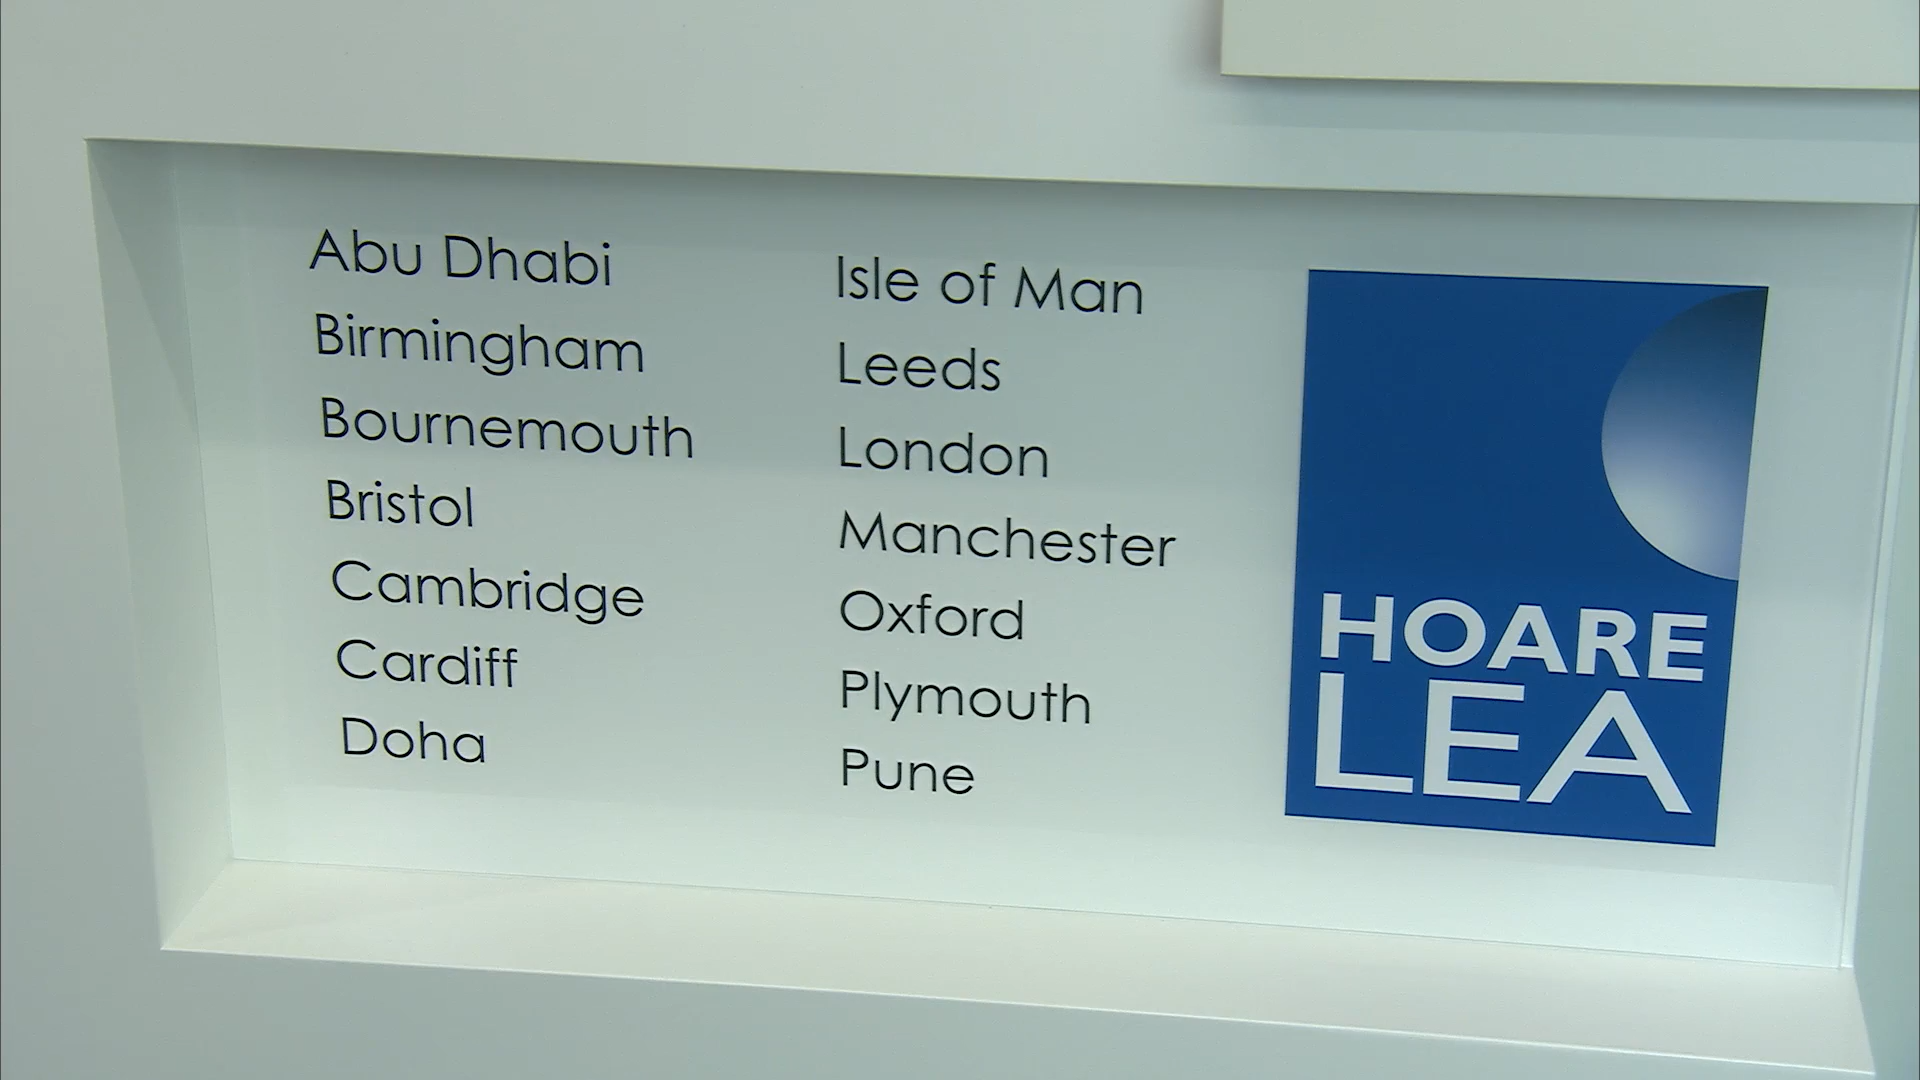 Abu Dhabi
Birmingham
Bournemouth
Bristol
Cambridge
Cardiff
Doha
Isle of Man
Leeds
London
Manchester
Oxford
Plymouth
Pune
HOARE
LEA